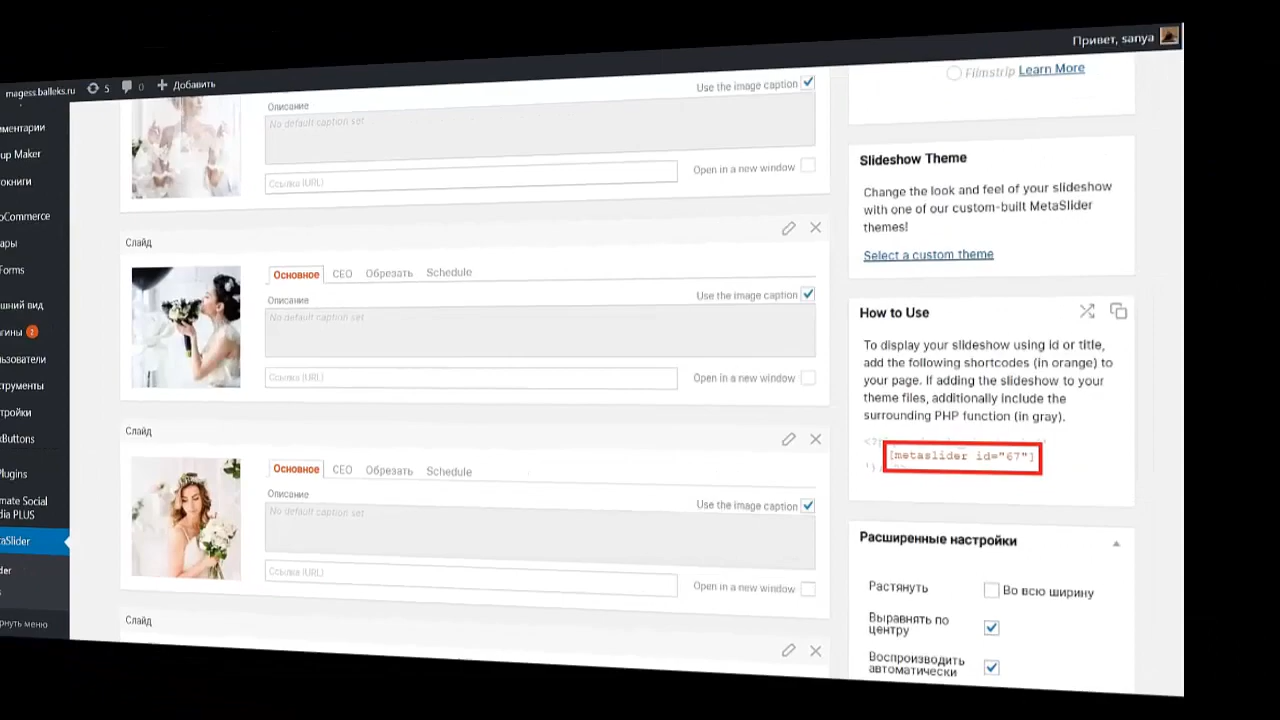 Привет, sanya
magess.balleks.ru 5 0 Добавить
мментарии
up Maker
окниги
oCommerce
ары
Forms
шний вид
гины 2
льзователи
струменты
тройки
kButtons
Plugins
mate Social
dia PLUS
aSlider
der
s
рнуть меню
Use the image caption
Описание
No default caption set
Ссылка (URL)
Open in a new window
Слайд
Основное СЕО Обрезать Schedule
Use the image caption
Описание
No default caption set
Ссылка (URL)
Open in a new window
Слайд
Основное СЕО Обрезать Schedule
Описание
Use the image caption
No default caption set
Ссылка (URL)
Open in a new window
Слайд
Filmstrip Learn More
Slideshow Theme
Change the look and feel of your slideshow
with one of our custom-built MetaSlider
themes!
Select a custom theme
How to Use
To display your slideshow using id or title,
add the following shortcodes (in orange) to
your page. If adding the slideshow to your
theme files, additionally include the
surrounding PHP function (in gray).
[metaslider id="67"]
Расширенные настройки
Растянуть Во всю ширину
Выравнять по
центру
Воспроизводить
автоматически